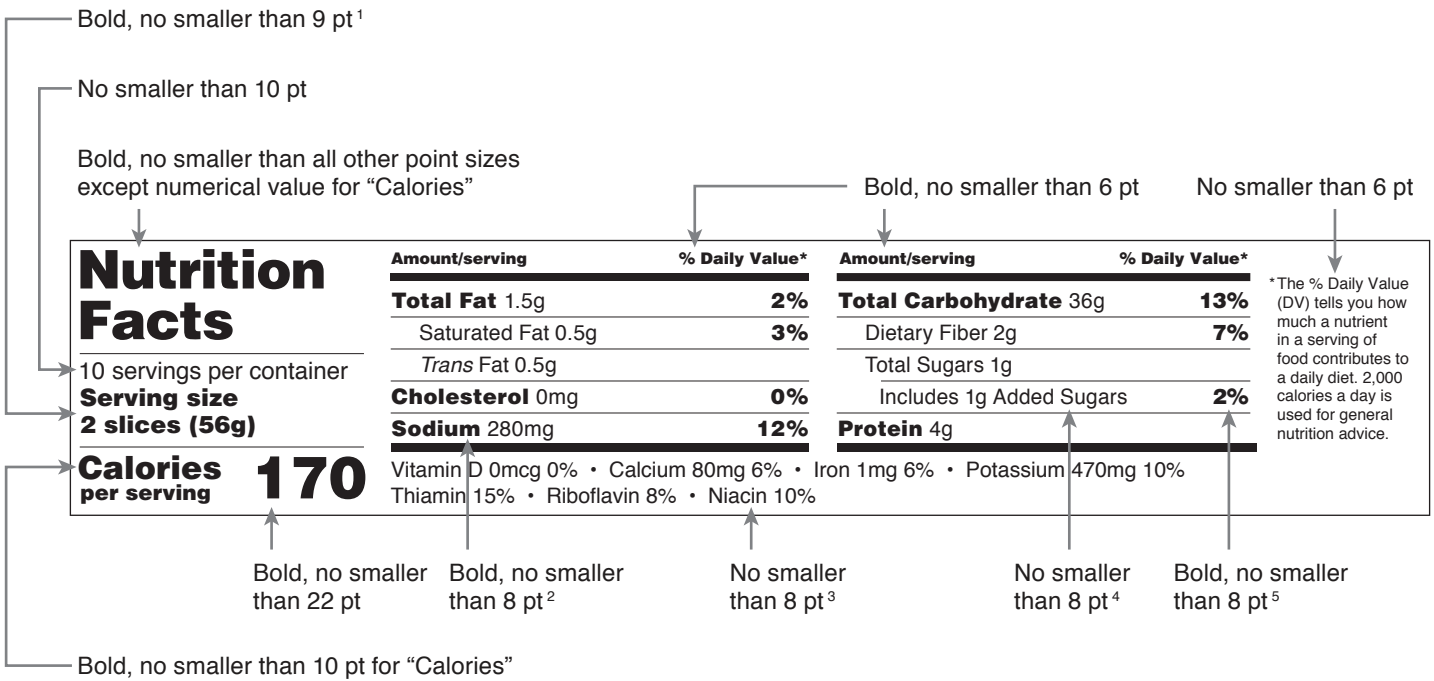 Bold, no smaller than 9 pt 1
No smaller than 10 pt
Bold, no smaller than all other point sizes
except numerical value for “Calories”
Bold, no smaller than 6 pt
No smaller than 6 pt
Nutrition
Facts
10 servings per container
Serving size
2 slices (56g)
Calories 170
per serving
Amount/serving % Daily Value*
Total Fat 1.5g 2%
Saturated Fat 0.5g 3%
Trans Fat 0.5g
Cholesterol 0mg 0%
Sodium 280mg 12%
Amount/serving % Daily Value*
Total Carbohydrate 36g 13%
Dietary Fiber 2g 7%
Total Sugars 1g
Includes 1g Added Sugars 2%
Protein 4g
Vitamin D 0mcg 0% • Calcium 80mg 6% • Iron 1mg 6% • Potassium 470mg 10%
Thiamin 15% • Riboflavin 8% • Niacin 10%
*The % Daily Value
(DV) tells you how
much a nutrient
in a serving of
food contributes to
a daily diet. 2,000
calories a day is
used for general
nutrition advice.
Bold, no smaller
than 22 pt
Bold, no smaller
than 8 pt 2
No smaller
than 8 pt 3
No smaller
than 8 pt 4
Bold, no smaller
than 8 pt 5
Bold, no smaller than 10 pt for “Calories”